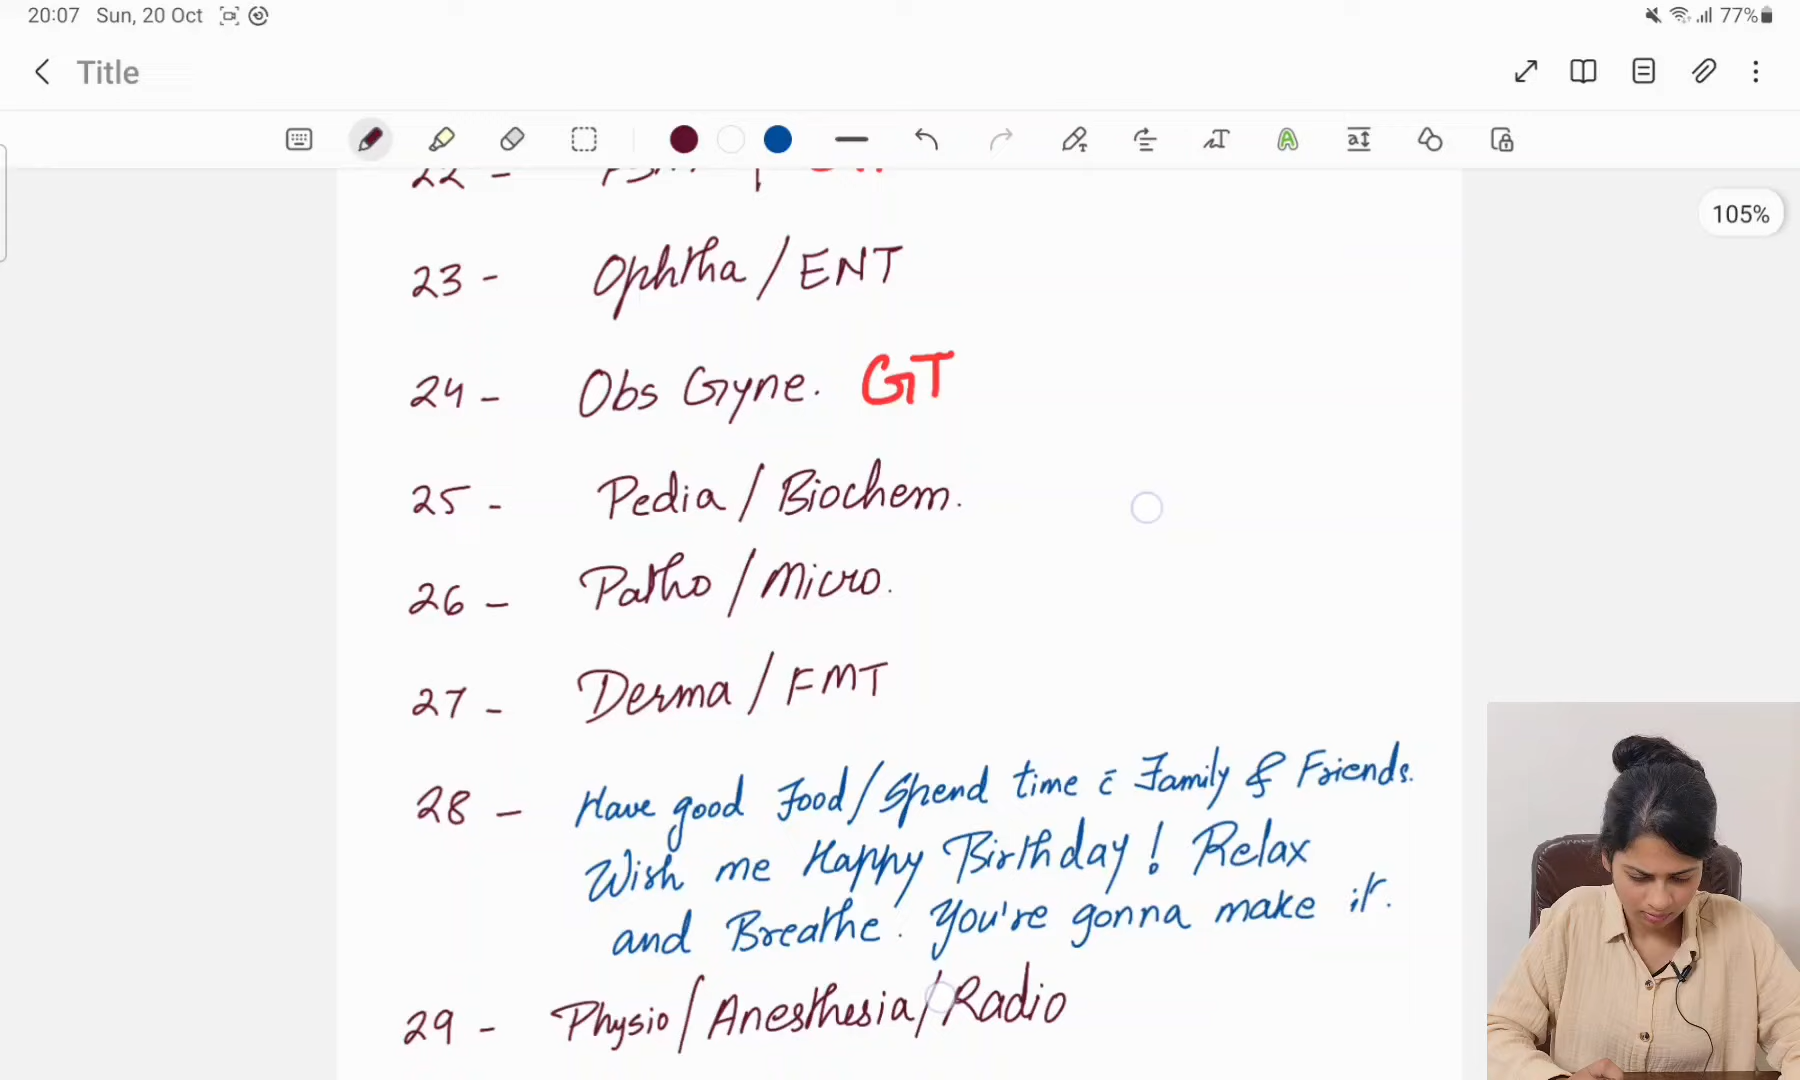 20:07 Sun, 20 Oct 77%
Title
105%
22 - PSM
23 - Ophtha / ENT
24 - Obs Gyne. GT
25 - Pedia / Biochem.
26 - Patho / Micro.
27 - Derma / FMT
28 - Have good Food / Spend time c̄ Family & Friends.
Wish me Happy Birthday! Relax
and Breathe. You're gonna make it.
29 - Physio / Anesthesia / Radio